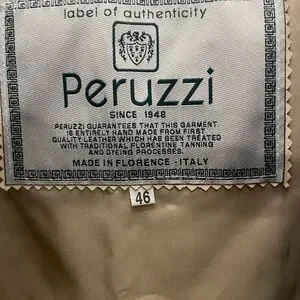 label of authenticity
Peruzzi
SINCE 1948
PERUZZI GUARANTEES THAT THIS GARMENT
IS ENTIRELY HAND MADE FROM FIRST
QUALITY LEATHER WHICH HAS BEEN TREATED
WITH TRADITIONAL FLORENTINE TANNING
AND DYEING PROCESSES.
MADE IN FLORENCE - ITALY
46